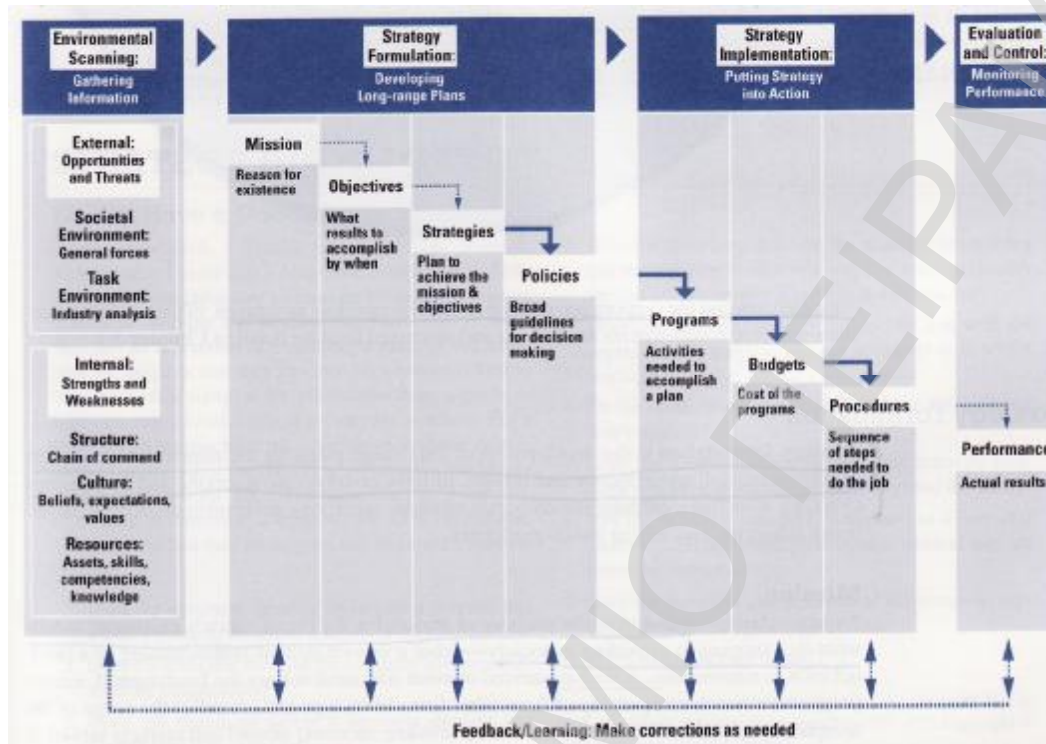 Environmental
Scanning:
Gathering
Information
Strategy
Formulation:
Developing
Long-range Plans
Strategy
Implementation:
Putting Strategy
into Action
Evaluation
and Control:
Monitoring
Performance
External:
Opportunities
and Threats
Societal
Environment:
General forces
Task
Environment:
Industry analysis
Internal:
Strengths and
Weaknesses
Structure:
Chain of command
Culture:
Beliefs, expectations,
values
Resources:
Assets, skills,
competencies,
knowledge
Mission
Reason for
existence
Objectives
What
results to
accomplish
by when
Strategies
Plan to
achieve the
mission &
objectives
Policies
Broad
guidelines
for decision
making
Programs
Activities
needed to
accomplish
a plan
Budgets
Cost of the
programs
Procedures
Sequence
of steps
needed to
do the job
Performance
Actual results
Feedback/Learning: Make corrections as needed